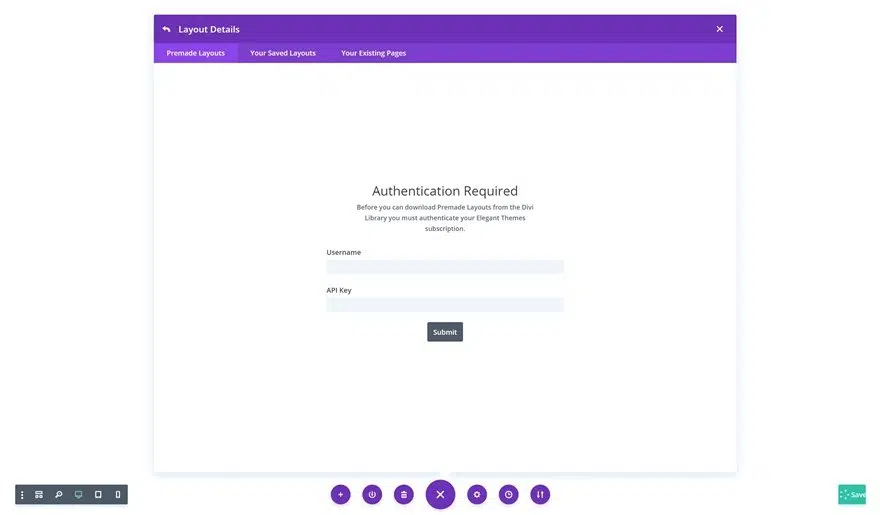 Layout Details
Premade Layouts Your Saved Layouts Your Existing Pages
Authentication Required
Before you can download Premade Layouts from the Divi
Library you must authenticate your Elegant Themes
subscription.
Username
API Key
Submit
Save